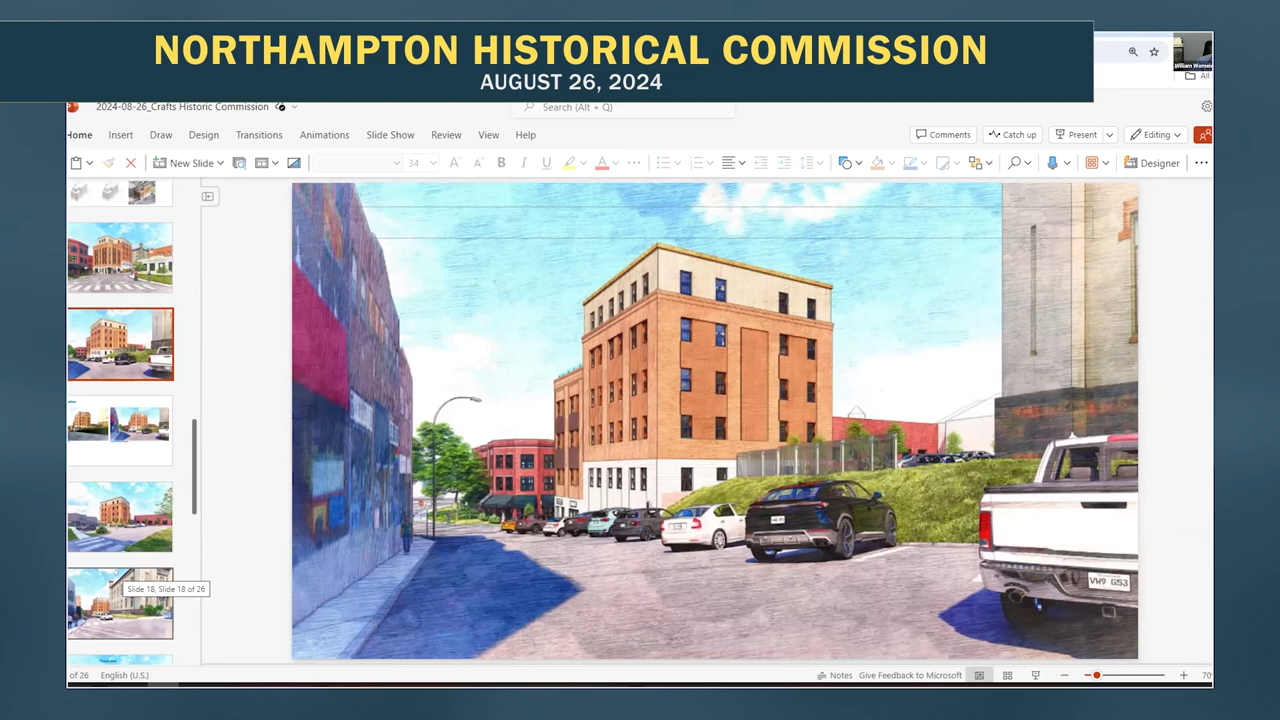 NORTHAMPTON HISTORICAL COMMISSION
AUGUST 26, 2024
All
2024-08-26_Crafts Historic Commission
Search (Alt + Q)
Home Insert Draw Design Transitions Animations Slide Show Review View Help
Comments Catch up Present Editing
New Slide 34 B I U A Designer
VW9 G53
Slide 18, Slide 18 of 26
of 26 English (U.S.) Notes Give Feedback to Microsoft 70